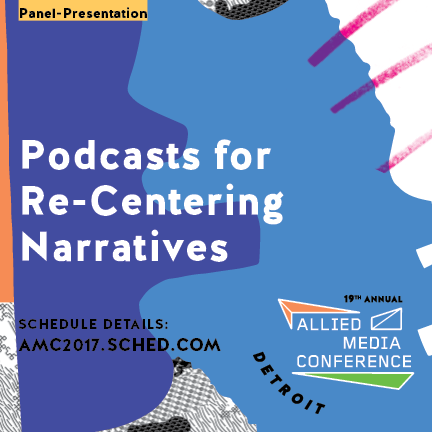 Panel-Presentation
Podcasts for
Re-Centering
Narratives
SCHEDULE DETAILS:
AMC2017.SCHED.COM
19TH ANNUAL
ALLIED
MEDIA
CONFERENCE
DETROIT